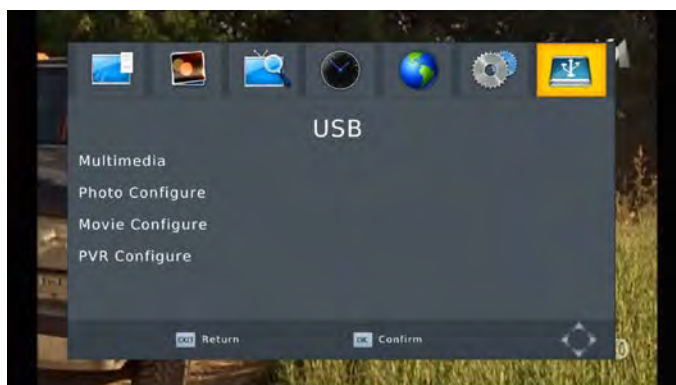 USB
Multimedia
Photo Configure
Movie Configure
PVR Configure
EXIT Return OK Confirm